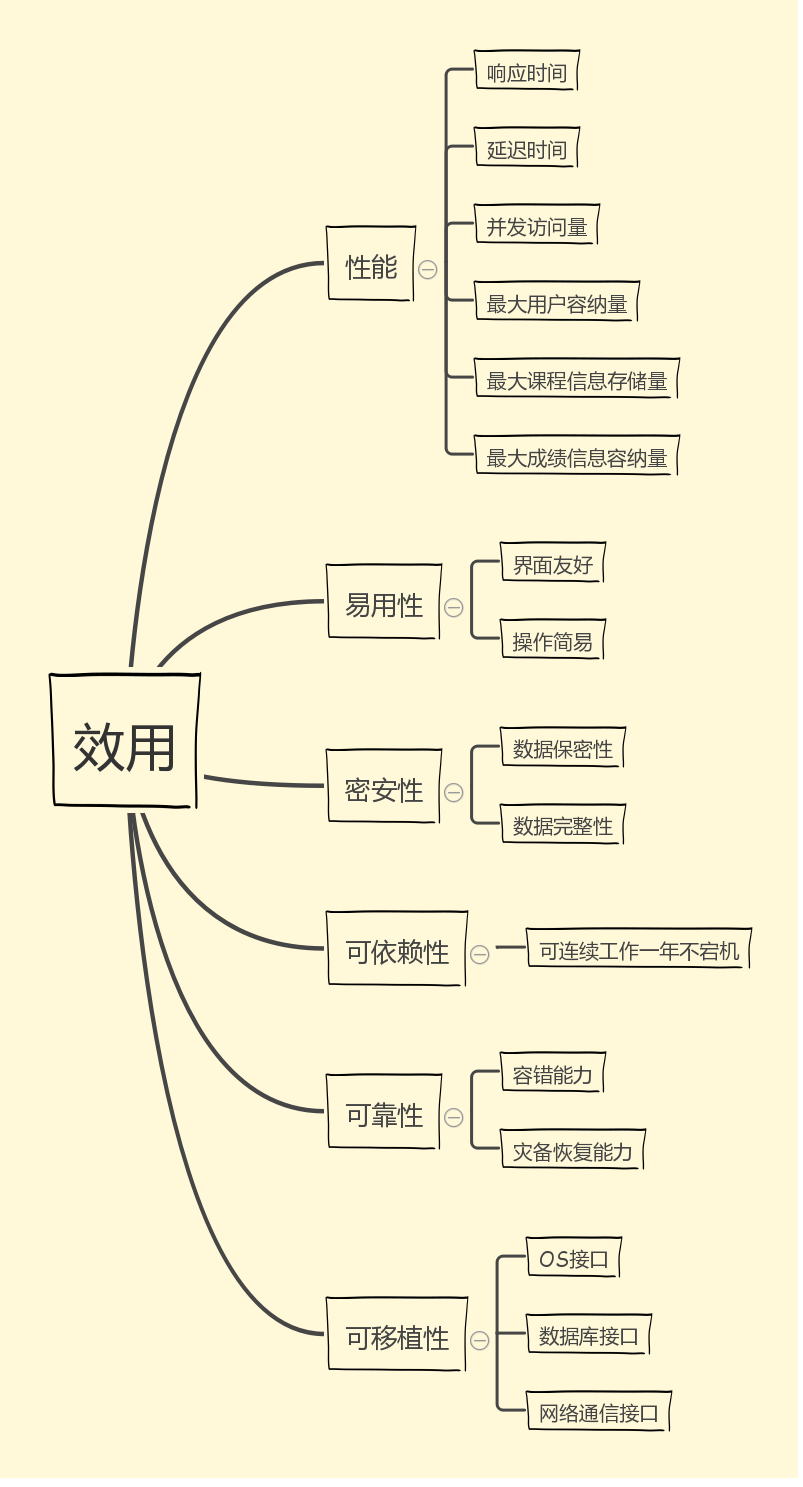 效用
性能
响应时间
延迟时间
并发访问量
最大用户容纳量
最大课程信息存储量
最大成绩信息容纳量
易用性
界面友好
操作简易
密安性
数据保密性
数据完整性
可依赖性
可连续工作一年不宕机
可靠性
容错能力
灾备恢复能力
可移植性
OS接口
数据库接口
网络通信接口